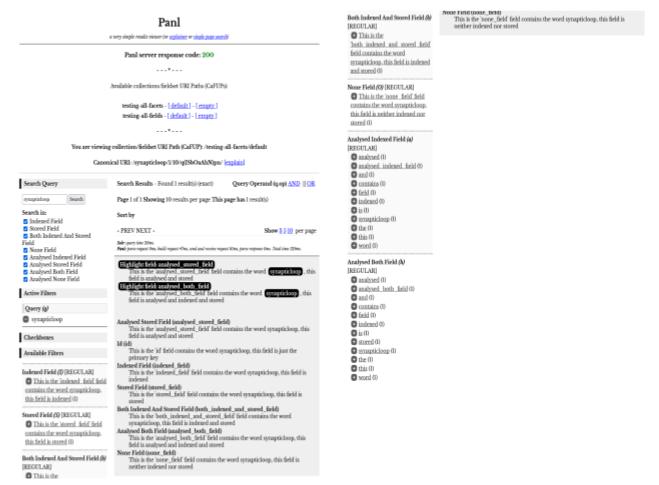 Panl
a very simple results viewer (or explainer or single page search)
Panl server response code: 200
- - - * - - -
Available collections/fieldset URI Paths (CaFUPs)
testing-all-facets - [ default ] - [ empty ]
testing-all-fields - [ default ] - [ empty ]
- - - * - - -
You are viewing collection/fieldset URI Path (CaFUP): /testing-all-facets/default
Canonical URI: /synapticloop/1/10/ [explain]
Search Query
synapticloop Search
Search in:
Indexed Field
Stored Field
Both Indexed And Stored Field
None Field
Analysed Indexed Field
Analysed Stored Field
Analysed Both Field
Analysed None Field
Active Filters
Query (q)
synapticloop
Checkboxes
Available Filters
Indexed Field (I) [REGULAR]
This is the 'indexed_field' field contains the word synapticloop, this field is indexed (1)
Stored Field (S) [REGULAR]
This is the 'stored_field' field contains the word synapticloop, this field is stored (1)
Both Indexed And Stored Field (b) [REGULAR]
This is the
Search Results - Found 1 result(s) (exact) Query Operand (q.op) AND || OR
Page 1 of 1 Showing 10 results per page This page has 1 result(s)
Sort by
« PREV NEXT » Show 3 5 10 per page
Highlight field: analysed_stored_field
This is the 'analysed_stored_field' field contains the word synapticloop , this
field is analysed and stored
Highlight field: analysed_both_field
This is the 'analysed_both_field' field contains the word synapticloop , this
field is analysed and indexed and stored
Analysed Stored Field (analysed_stored_field)
This is the 'analysed_stored_field' field contains the word synapticloop, this
field is analysed and stored
Id (id)
This is the 'id' field contains the word synapticloop, this field is just the
primary key
Indexed Field (indexed_field)
This is the 'indexed_field' field contains the word synapticloop, this field is
indexed
Stored Field (stored_field)
This is the 'stored_field' field contains the word synapticloop, this field is
stored
Both Indexed And Stored Field (both_indexed_and_stored_field)
This is the 'both_indexed_and_stored_field' field contains the word
synapticloop, this field is indexed and stored
Analysed Both Field (analysed_both_field)
This is the 'analysed_both_field' field contains the word synapticloop, this
field is analysed and indexed and stored
None Field (none_field)
This is the 'none_field' field contains the word synapticloop, this field is
neither indexed nor stored
Both Indexed And Stored Field (b)
[REGULAR]
This is the
'both_indexed_and_stored_field'
field contains the word
synapticloop, this field is indexed
and stored (1)
None Field (O) [REGULAR]
This is the 'none_field' field
contains the word synapticloop,
this field is neither indexed nor
stored (1)
Analysed Indexed Field (a)
[REGULAR]
analysed (1)
analysed_indexed_field (1)
and (1)
contains (1)
field (1)
indexed (1)
is (1)
synapticloop (1)
the (1)
this (1)
word (1)
Analysed Both Field (h)
[REGULAR]
analysed (1)
analysed_both_field (1)
and (1)
contains (1)
field (1)
indexed (1)
is (1)
stored (1)
synapticloop (1)
the (1)
this (1)
word (1)
None Field (none_field)
This is the 'none_field' field contains the word synapticloop, this field is
neither indexed nor stored